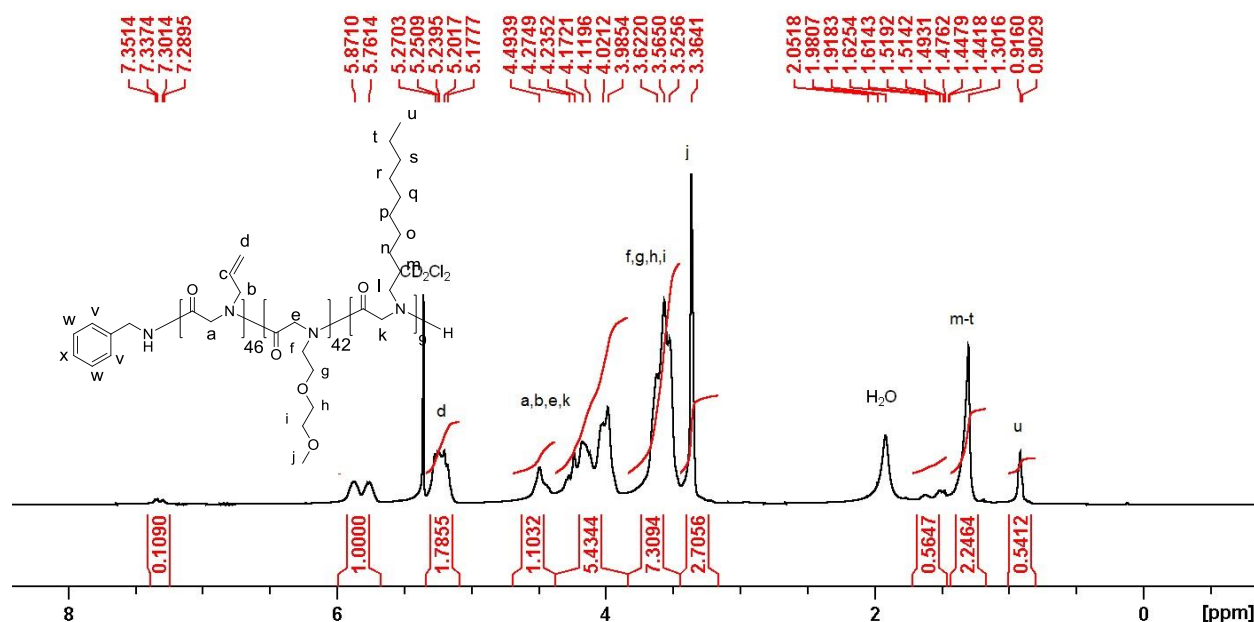 7.3514
7.3374
7.3014
7.2895
5.8710
5.7614
5.2703
5.2509
5.2395
5.2017
5.1777
4.4939
4.2749
4.2352
4.1721
4.1196
4.0212
3.9854
3.6220
3.5650
3.5256
3.3641
2.0518
1.9807
1.9183
1.6254
1.6143
1.5192
1.5142
1.4931
1.4762
1.4479
1.4418
1.3016
0.9160
0.9029
u
t
s
r
q
p
o
n
m
l
CD₂Cl₂
j
f,g,h,i
m-t
d
c
b
O
N
a
46
e
O
N
42
O
N
k
9
H
w
v
x
v
w
N
H
f
g
O
h
i
O
j
d
a,b,e,k
H₂O
u
0.1090
1.0000
1.7855
1.1032
5.4344
7.3094
2.7056
0.5647
2.2464
0.5412
8
6
4
2
0
[ppm]